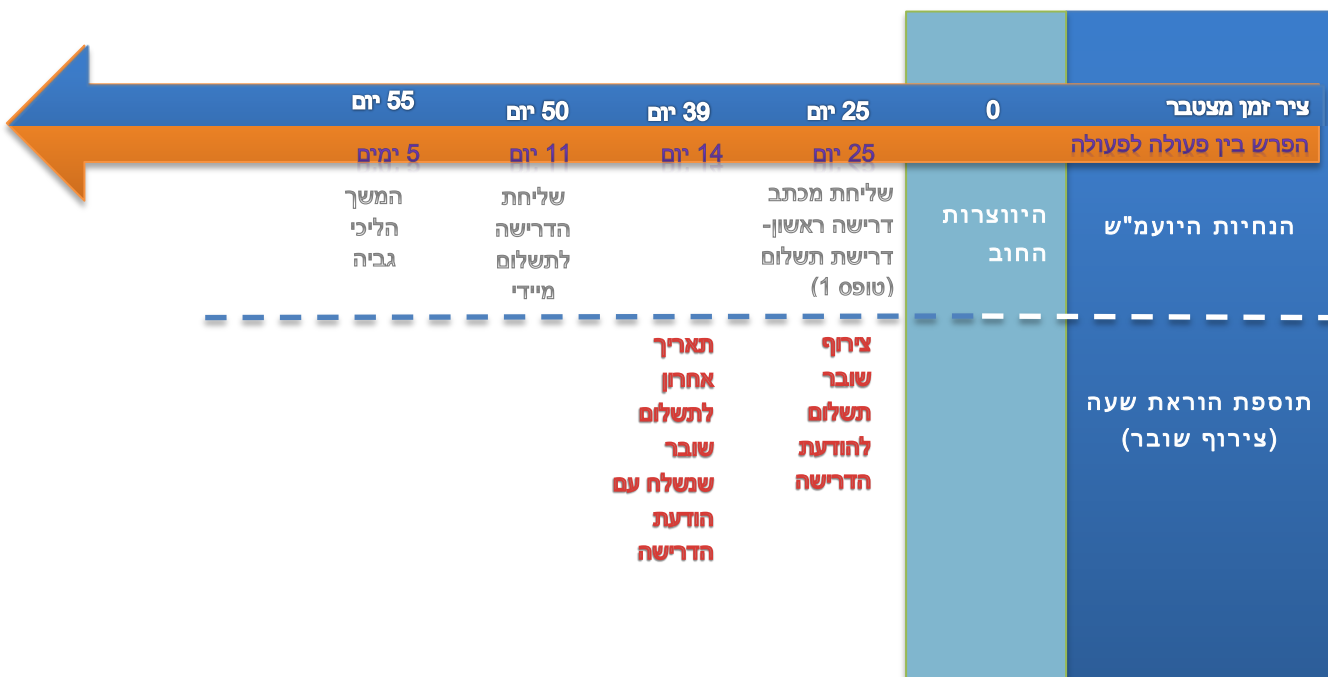 ציר זמן מצטבר
0
25 יום
39 יום
50 יום
55 יום
הפרש בין פעולה לפעולה
25 יום
14 יום
11 יום
5 ימים
הנחיות היועמ"ש
היווצרות
החוב
שליחת מכתב
דרישה ראשון-
דרישת תשלום
(טופס 1)
שליחת
הדרישה
לתשלום
מיידי
המשך
הליכי
גביה
תוספת הוראת שעה
(צירוף שובר)
צירוף
שובר
תשלום
להודעת
הדרישה
תאריך
אחרון
לתשלום
שובר
שנשלח עם
הודעת
הדרישה